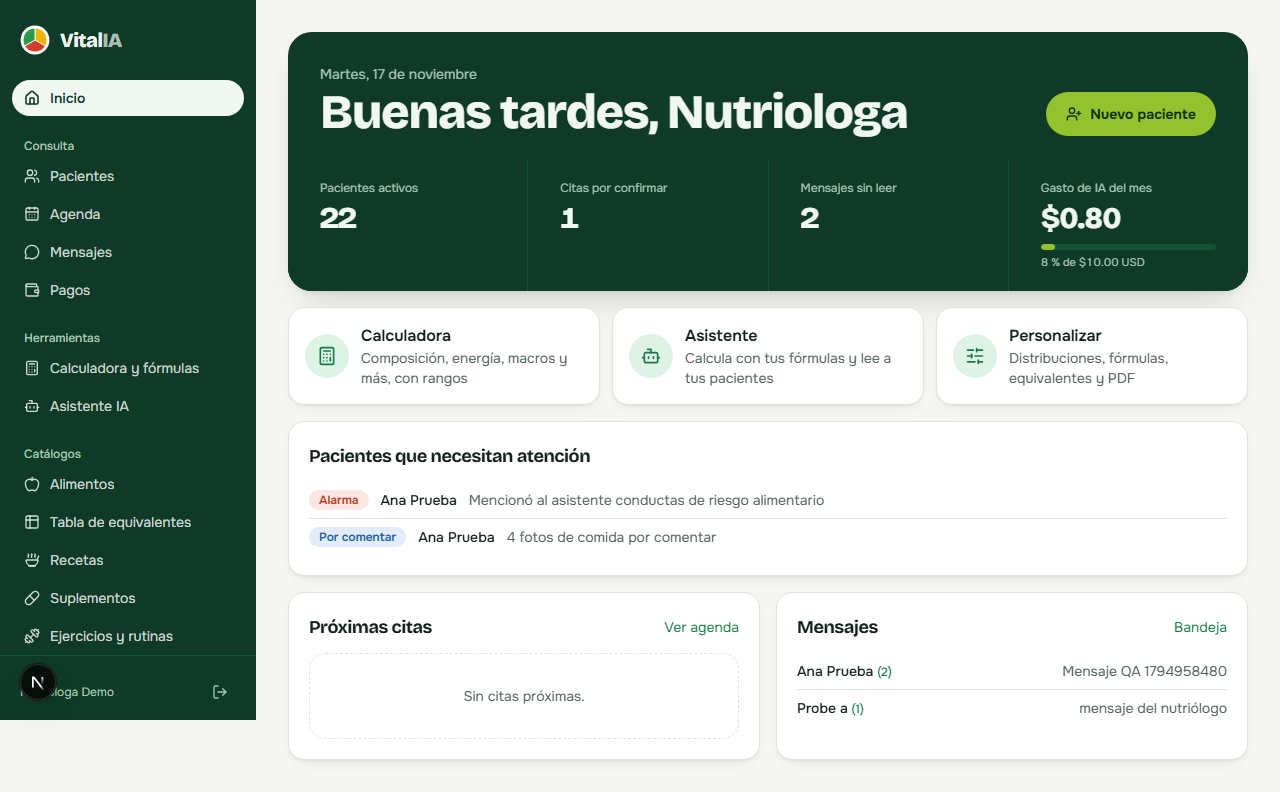 VitalIA
Inicio
Consulta
Pacientes
Agenda
Mensajes
Pagos
Herramientas
Calculadora y fórmulas
Asistente IA
Catálogos
Alimentos
Tabla de equivalentes
Recetas
Suplementos
Ejercicios y rutinas
N
Demo
Martes, 17 de noviembre
Buenas tardes, Nutriologa
Nuevo paciente
Pacientes activos
22
Citas por confirmar
1
Mensajes sin leer
2
Gasto de IA del mes
$0.80
8 % de $10.00 USD
Calculadora
Composición, energía, macros y
más, con rangos
Asistente
Calcula con tus fórmulas y lee a
tus pacientes
Personalizar
Distribuciones, fórmulas,
equivalentes y PDF
Pacientes que necesitan atención
Alarma Ana Prueba Mencionó al asistente conductas de riesgo alimentario
Por comentar Ana Prueba 4 fotos de comida por comentar
Próximas citas
Ver agenda
Sin citas próximas.
Mensajes
Bandeja
Ana Prueba (2) Mensaje QA 1794958480
Probe a (1) mensaje del nutriólogo